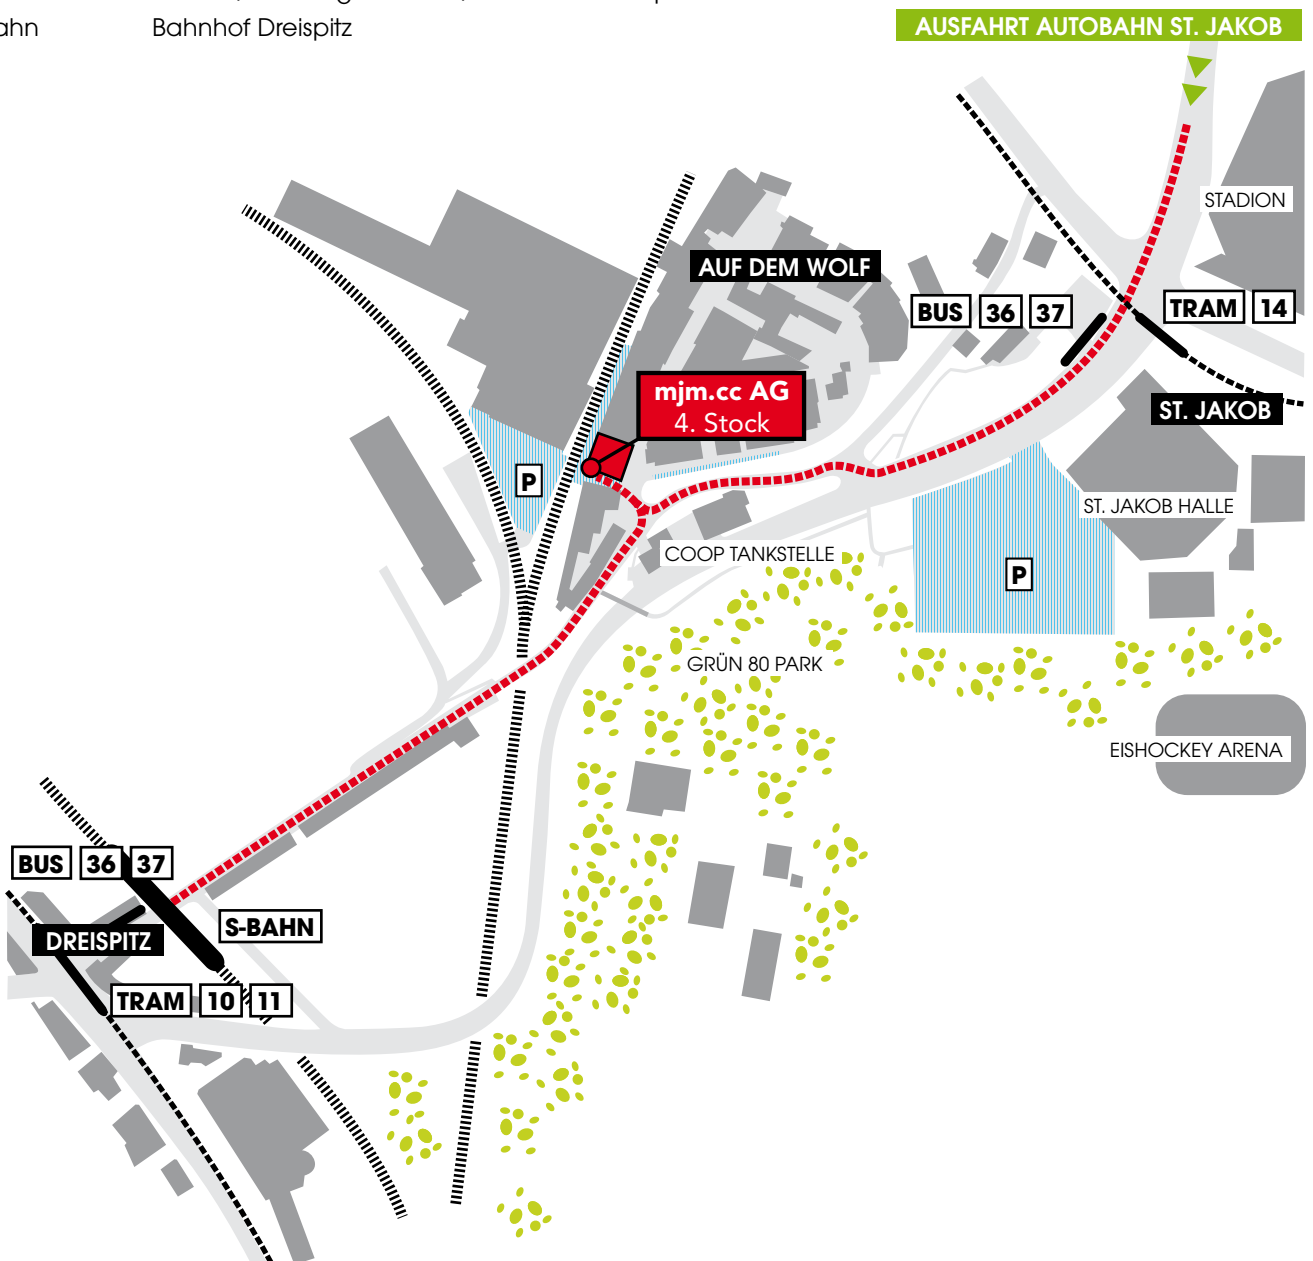 ahn Bahnhof Dreispitz
AUSFAHRT AUTOBAHN ST. JAKOB
STADION
AUF DEM WOLF
BUS 36 37
TRAM 14
mjm.cc AG
4. Stock
ST. JAKOB
P
ST. JAKOB HALLE
COOP TANKSTELLE
P
GRÜN 80 PARK
EISHOCKEY ARENA
BUS 36 37
S-BAHN
DREISPITZ
TRAM 10 11